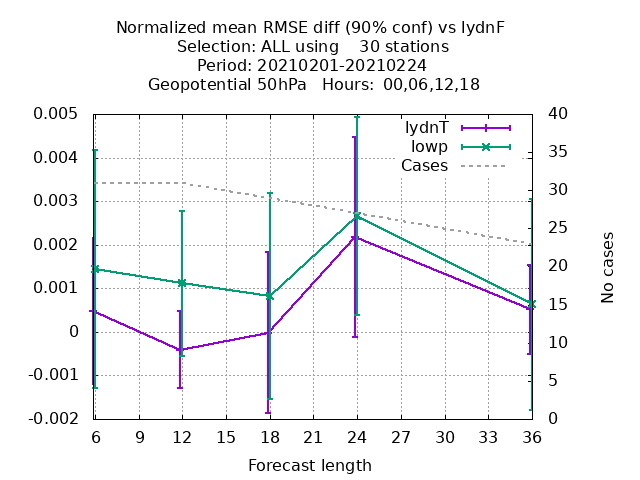 Normalized mean RMSE diff (90% conf) vs lydnF
Selection: ALL using    30 stations
Period: 20210201-20210224
Geopotential 50hPa   Hours: 00,06,12,18
0.005
0.004
0.003
0.002
0.001
0
-0.001
-0.002
lydnT
lowp
Cases
40
35
30
25
20
15
10
5
0
No cases
6 9 12 15 18 21 24 27 30 33 36
Forecast length